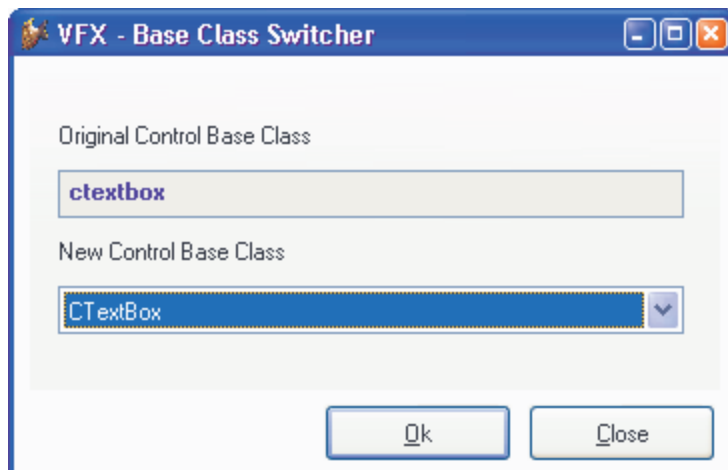 VFX - Base Class Switcher
Original Control Base Class
ctextbox
New Control Base Class
CTextBox
Ok Close